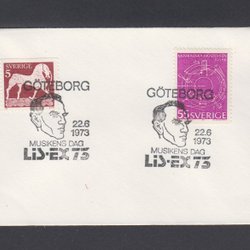 SVERIGE
5
GÖTEBORG
22.6
1973
MUSIKENS DAG
LiS-EX 73
GÖTEBORG
55 SVERIGE
22.6
1973
MUSIKENS DAG
LiS-EX 73